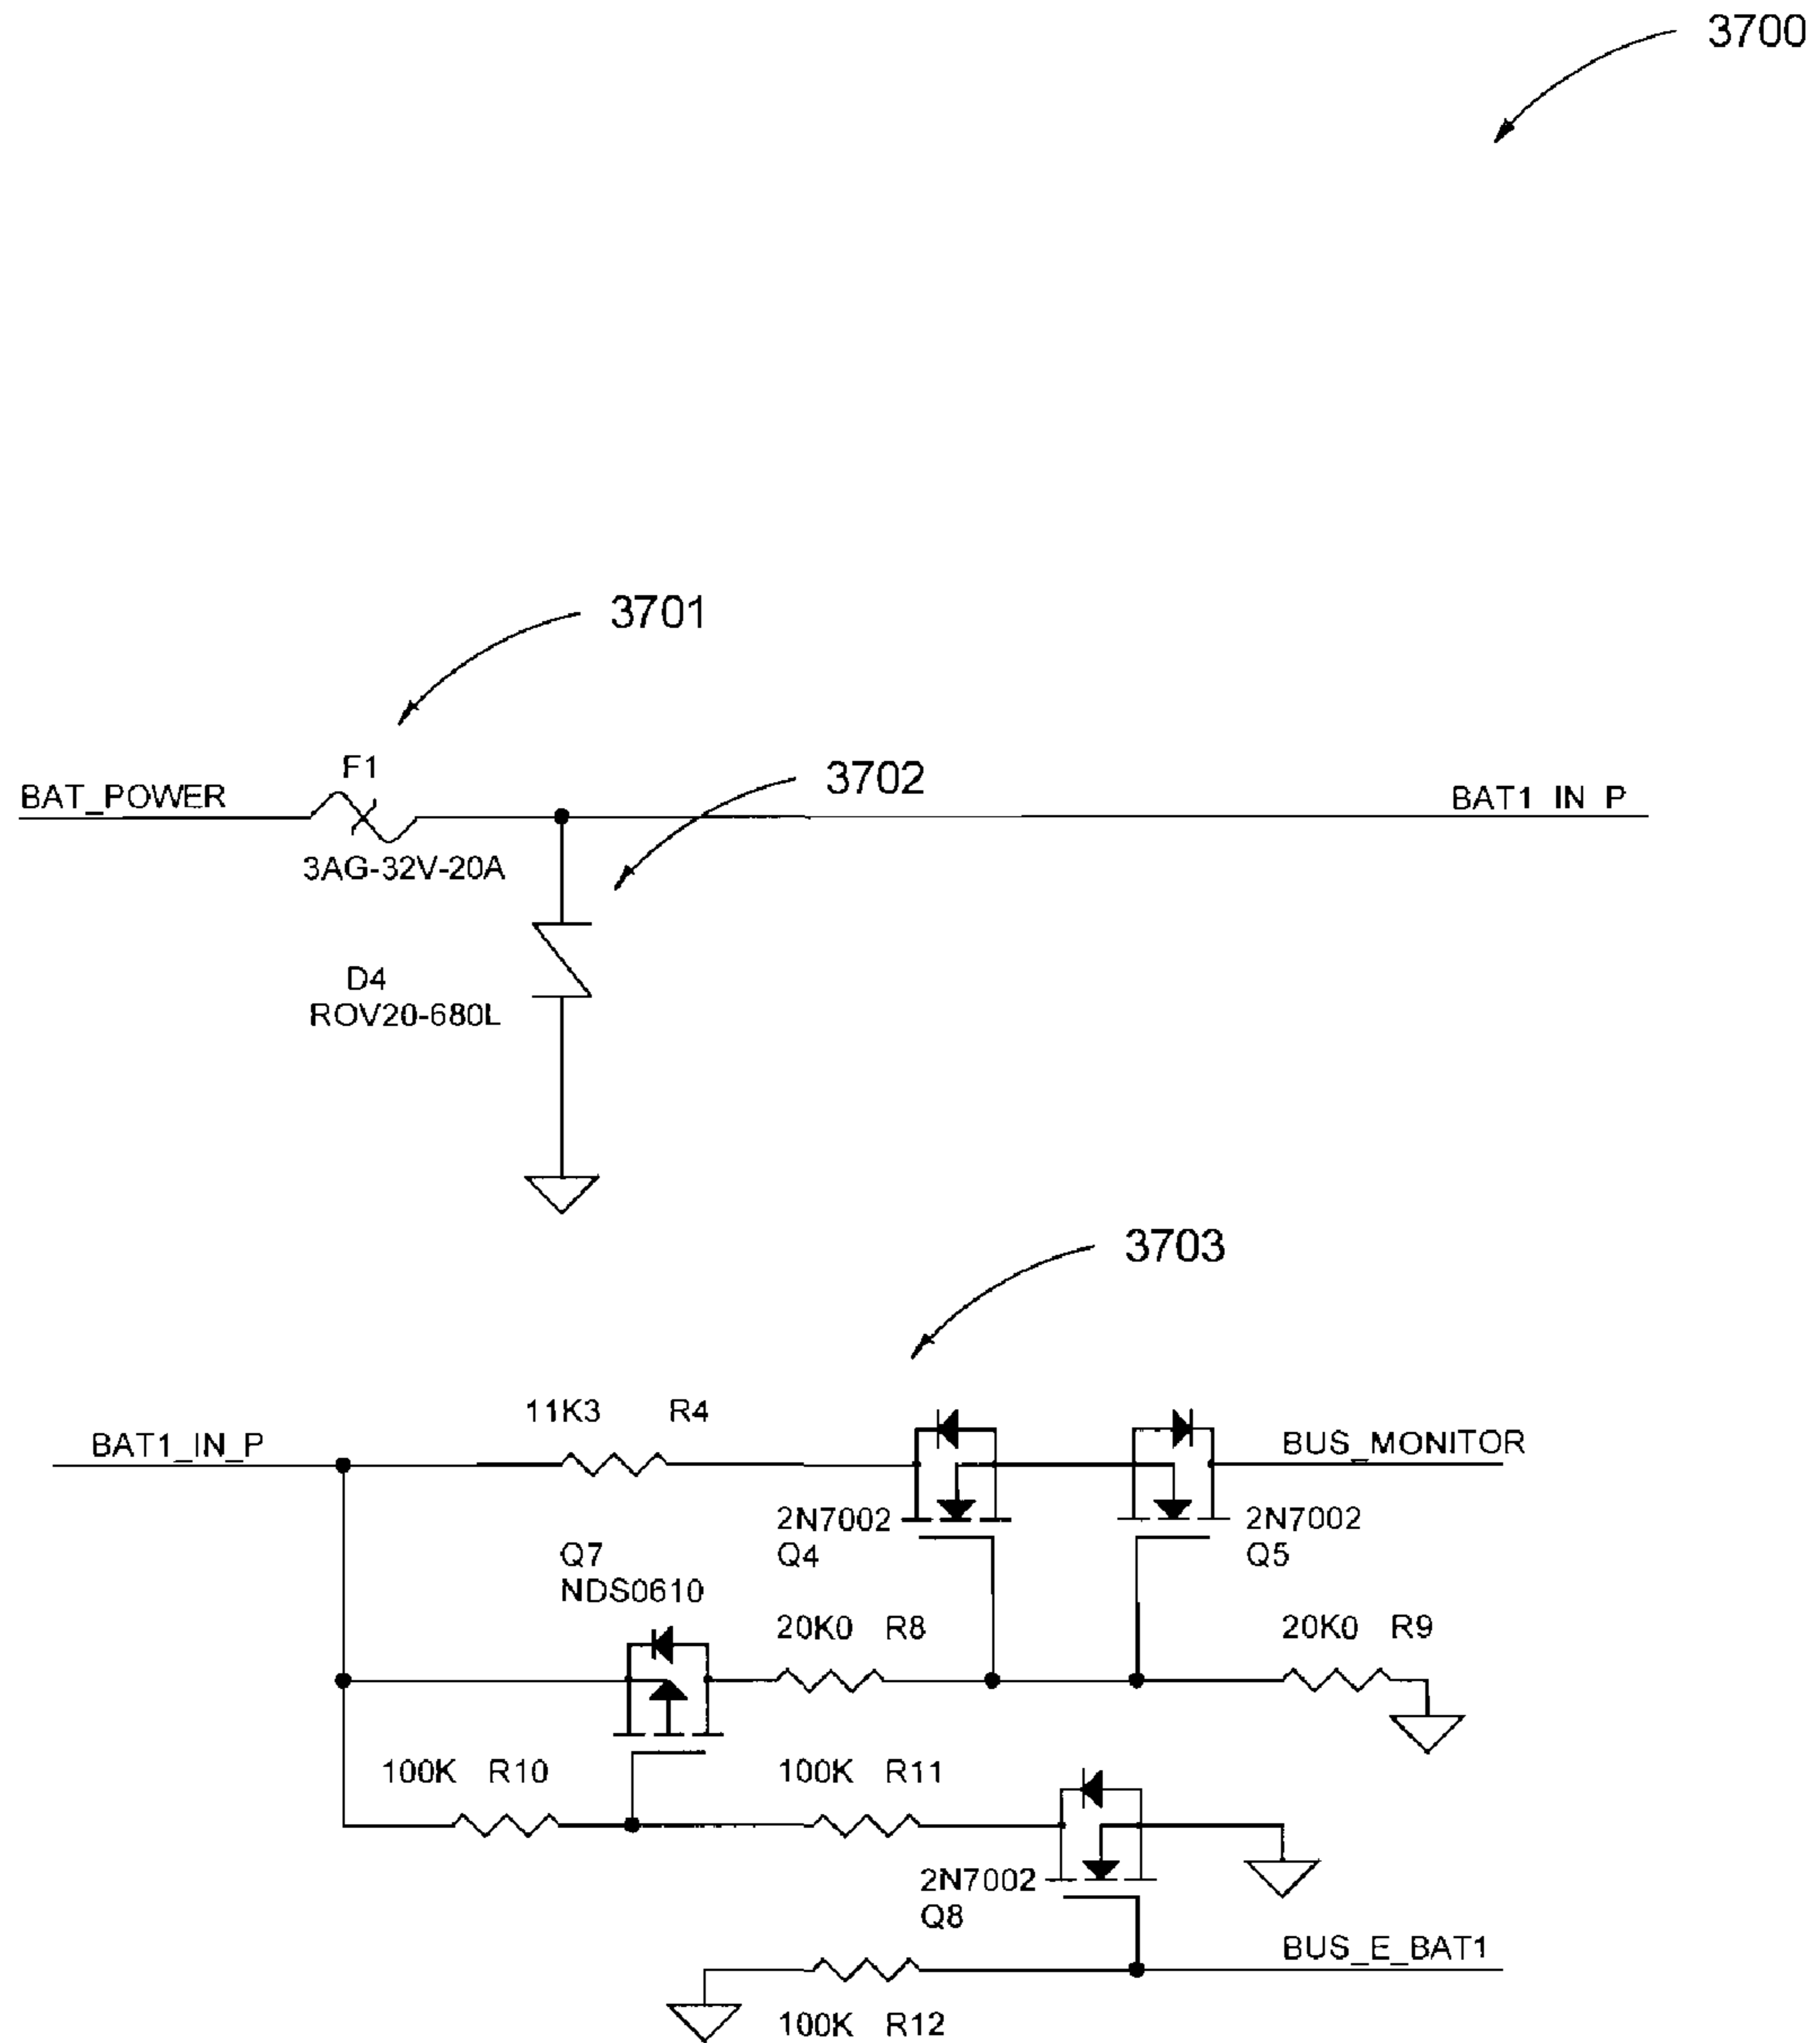 3700
3701
F1
BAT_POWER
3702
BAT1_IN_P
3AG-32V-20A
D4
ROV20-680L
3703
11K3 R4
BAT1_IN_P
BUS_MONITOR
2N7002
Q4
2N7002
Q5
Q7
NDS0610
20K0 R8
20K0 R9
100K R10
100K R11
2N7002
Q8
BUS_E_BAT1
100K R12